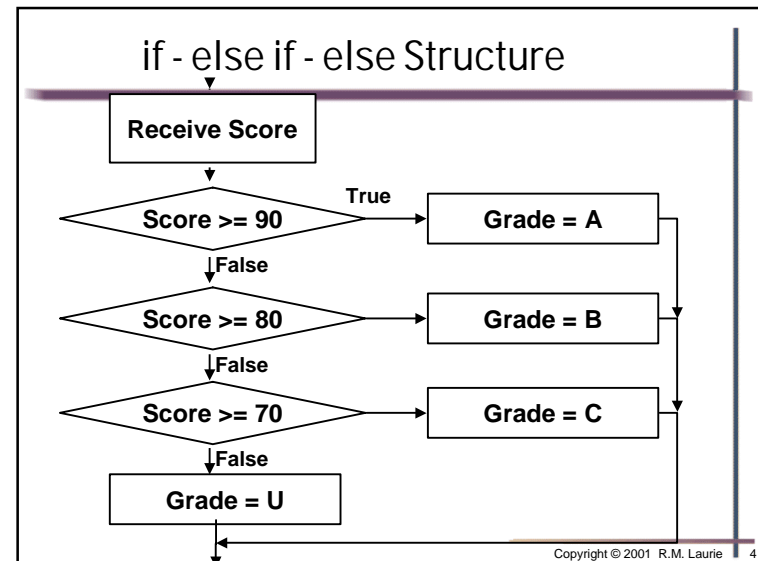 if - else if - else Structure
Receive Score
True
Score >= 90
Grade = A
False
Score >= 80
Grade = B
False
Score >= 70
Grade = C
False
Grade = U
Copyright © 2001 R.M. Laurie 4